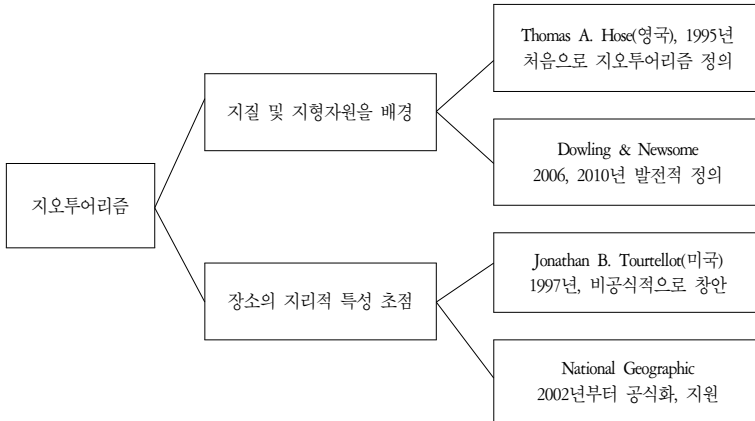 지오투어리즘
지질 및 지형자원을 배경
Thomas A. Hose(영국), 1995년
처음으로 지오투어리즘 정의
Dowling & Newsome
2006, 2010년 발전적 정의
장소의 지리적 특성 초점
Jonathan B. Tourtellot(미국)
1997년, 비공식적으로 창안
National Geographic
2002년부터 공식화, 지원